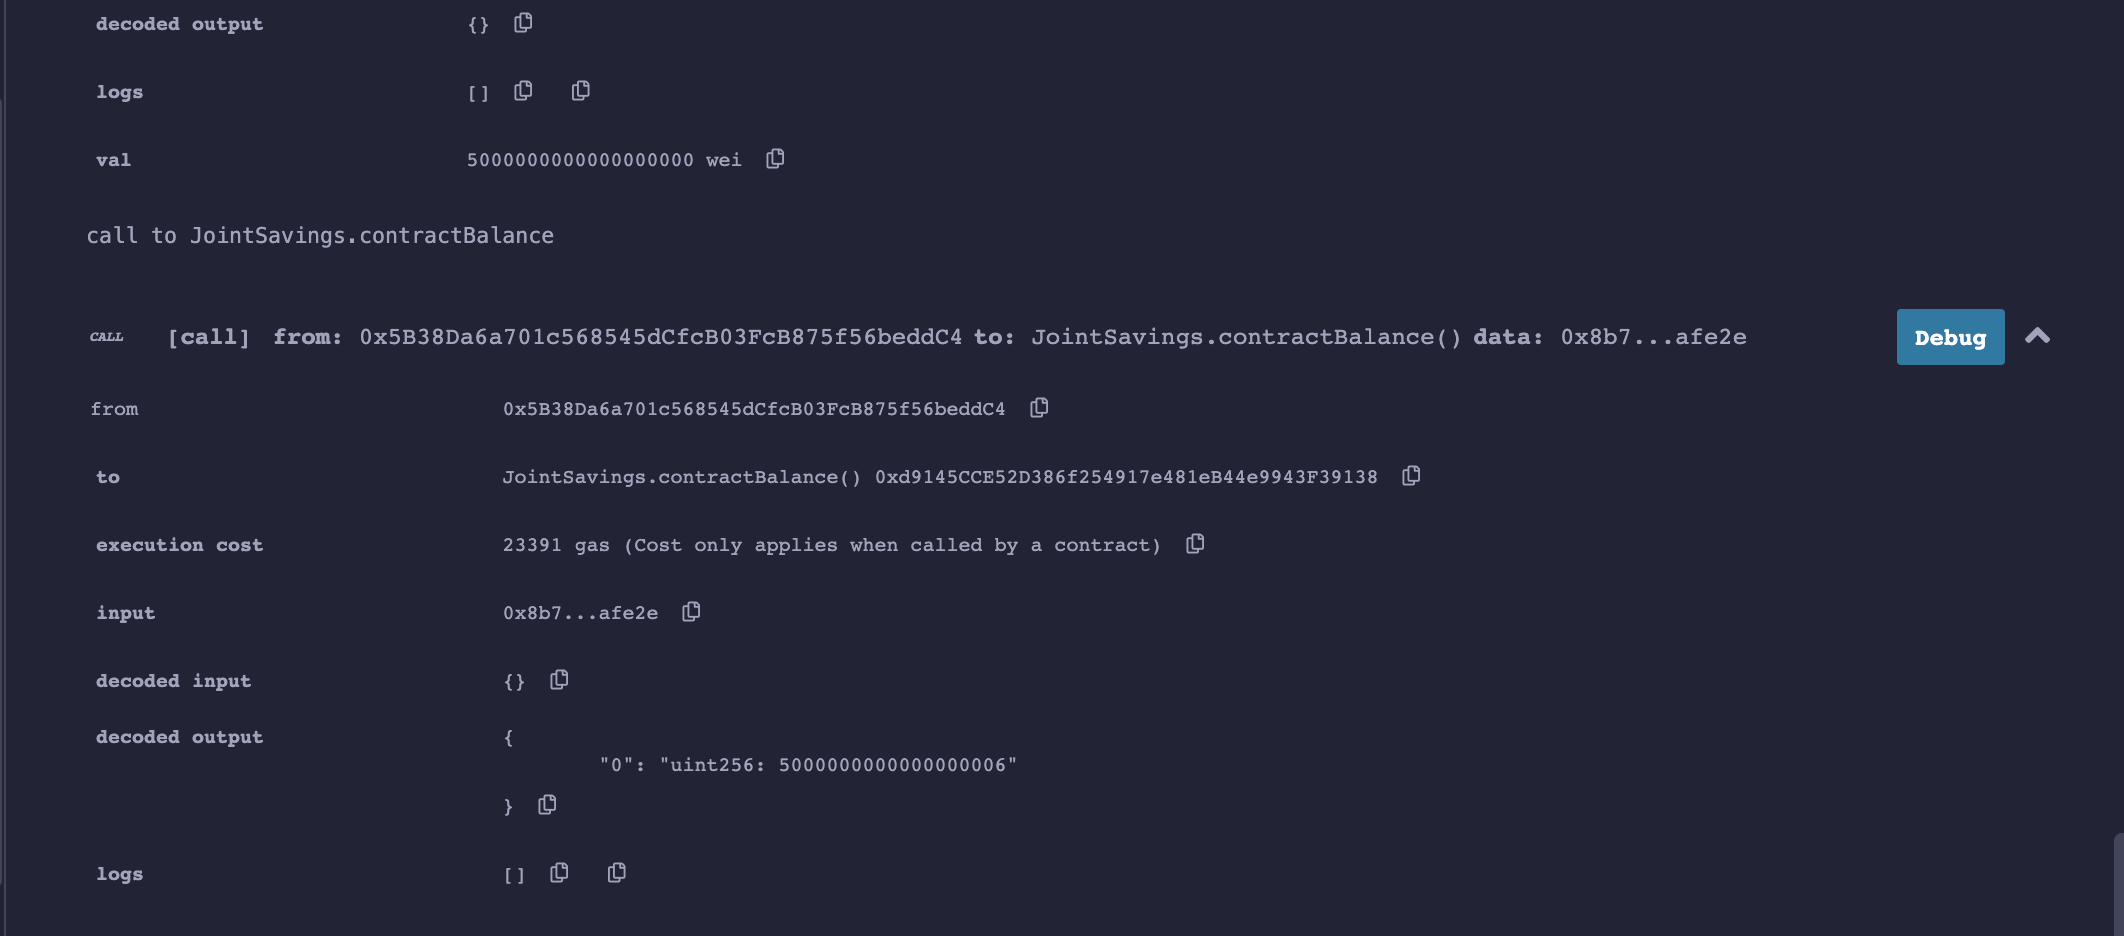 decoded output {}
logs []
val 5000000000000000000 wei
call to JointSavings.contractBalance
CALL [call] from: 0x5B38Da6a701c568545dCfcB03FcB875f56beddC4 to: JointSavings.contractBalance() data: 0x8b7...afe2e Debug
from 0x5B38Da6a701c568545dCfcB03FcB875f56beddC4
to JointSavings.contractBalance() 0xd9145CCE52D386f254917e481eB44e9943F39138
execution cost 23391 gas (Cost only applies when called by a contract)
input 0x8b7...afe2e
decoded input {}
decoded output {
"0": "uint256: 5000000000000000006"
}
logs []